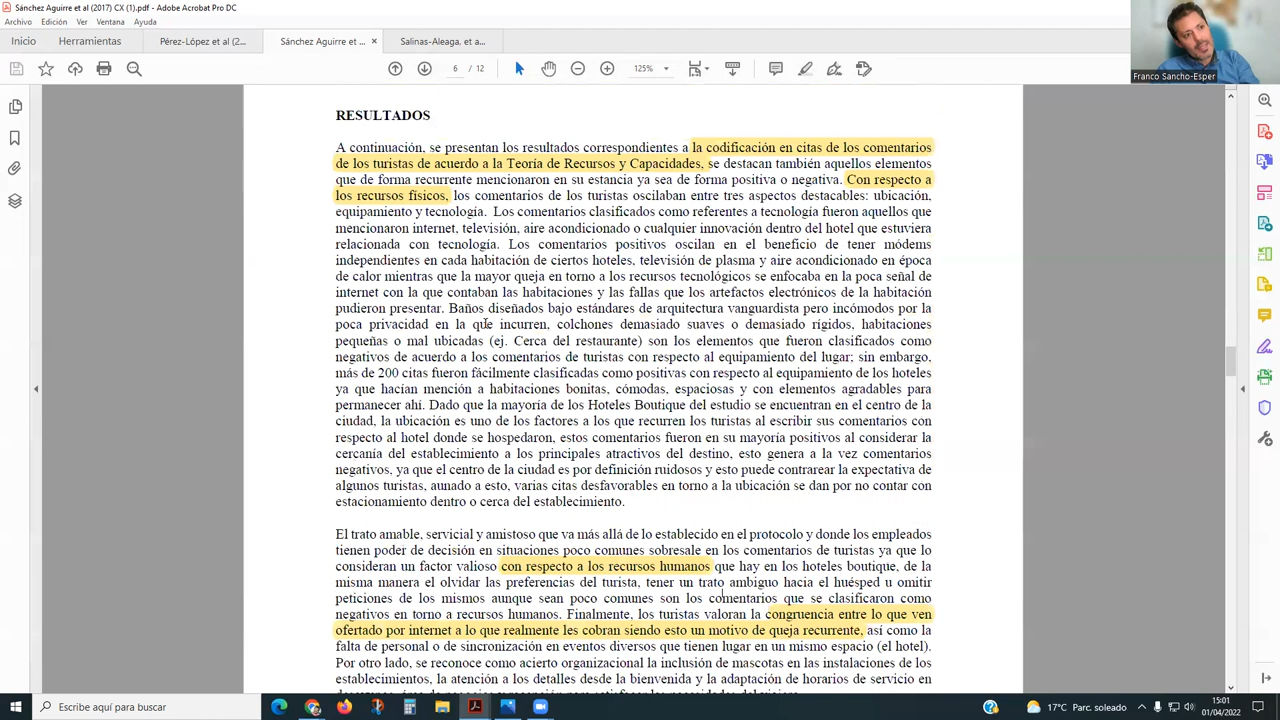 Sánchez Aguirre et al (2017) CX (1).pdf - Adobe Acrobat Pro DC
Archivo Edición Ver Ventana Ayuda
Inicio Herramientas Pérez-López et al (2... Sánchez Aguirre et ... × Salinas-Aleaga. et a...
6 / 12 125%
Franco Sancho-Esper
RESULTADOS
A continuación, se presentan los resultados correspondientes a la codificación en citas de los comentarios
de los turistas de acuerdo a la Teoría de Recursos y Capacidades, se destacan también aquellos elementos
que de forma recurrente mencionaron en su estancia ya sea de forma positiva o negativa. Con respecto a
los recursos físicos, los comentarios de los turistas oscilaban entre tres aspectos destacables: ubicación,
equipamiento y tecnología. Los comentarios clasificados como referentes a tecnología fueron aquellos que
mencionaron internet, televisión, aire acondicionado o cualquier innovación dentro del hotel que estuviera
relacionada con tecnología. Los comentarios positivos oscilan en el beneficio de tener módems
independientes en cada habitación de ciertos hoteles, televisión de plasma y aire acondicionado en época
de calor mientras que la mayor queja en torno a los recursos tecnológicos se enfocaba en la poca señal de
internet con la que contaban las habitaciones y las fallas que los artefactos electrónicos de la habitación
pudieron presentar. Baños diseñados bajo estándares de arquitectura vanguardista pero incómodos por la
poca privacidad en la que incurren, colchones demasiado suaves o demasiado rígidos, habitaciones
pequeñas o mal ubicadas (ej. Cerca del restaurante) son los elementos que fueron clasificados como
negativos de acuerdo a los comentarios de turistas con respecto al equipamiento del lugar; sin embargo,
más de 200 citas fueron fácilmente clasificadas como positivas con respecto al equipamiento de los hoteles
ya que hacían mención a habitaciones bonitas, cómodas, espaciosas y con elementos agradables para
permanecer ahí. Dado que la mayoría de los Hoteles Boutique del estudio se encuentran en el centro de la
ciudad, la ubicación es uno de los factores a los que recurren los turistas al escribir sus comentarios con
respecto al hotel donde se hospedaron, estos comentarios fueron en su mayoría positivos al considerar la
cercanía del establecimiento a los principales atractivos del destino, esto genera a la vez comentarios
negativos, ya que el centro de la ciudad es por definición ruidosos y esto puede contrarear la expectativa de
algunos turistas, aunado a esto, varias citas desfavorables en torno a la ubicación se dan por no contar con
estacionamiento dentro o cerca del establecimiento.
El trato amable, servicial y amistoso que va más allá de lo establecido en el protocolo y donde los empleados
tienen poder de decisión en situaciones poco comunes sobresale en los comentarios de turistas ya que lo
consideran un factor valioso con respecto a los recursos humanos que hay en los hoteles boutique, de la
misma manera el olvidar las preferencias del turista, tener un trato ambiguo hacia el huésped u omitir
peticiones de los mismos aunque sean poco comunes son los comentarios que se clasificaron como
negativos en torno a recursos humanos. Finalmente, los turistas valoran la congruencia entre lo que ven
ofertado por internet a lo que realmente les cobran siendo esto un motivo de queja recurrente, así como la
falta de personal o de sincronización en eventos diversos que tienen lugar en un mismo espacio (el hotel).
Por otro lado, se reconoce como acierto organizacional la inclusión de mascotas en las instalaciones de los
establecimientos, la atención a los detalles desde la bienvenida y la adaptación de horarios de servicio en
Escribe aquí para buscar
17°C Parc. soleado
15:01
01/04/2022